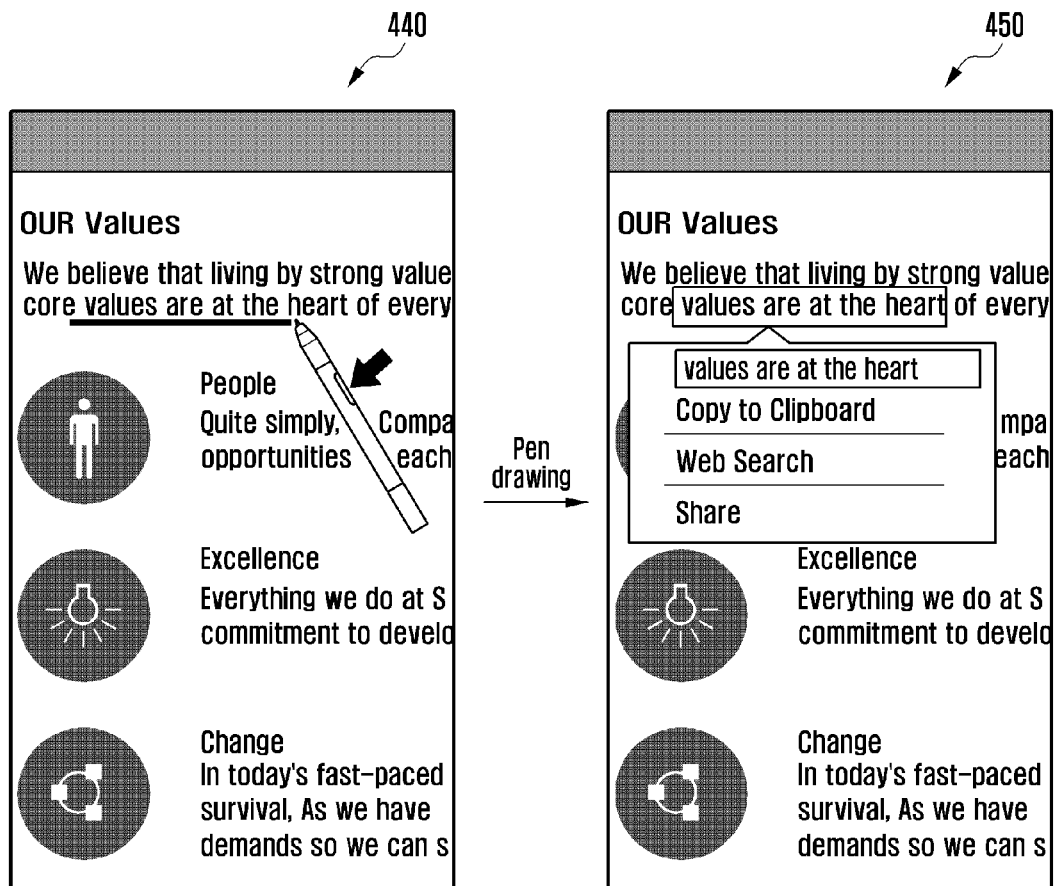 440
OUR Values
We believe that living by strong value
core values are at the heart of every
People
Quite simply, Compa
opportunities each
Excellence
Everything we do at S
commitment to develo
Change
In today's fast-paced
survival, As we have
demands so we can s
Pen
drawing
450
OUR Values
We believe that living by strong value
core values are at the heart of every
values are at the heart
Copy to Clipboard
Web Search
Share
mpa
each
Excellence
Everything we do at S
commitment to develo
Change
In today's fast-paced
survival, As we have
demands so we can s